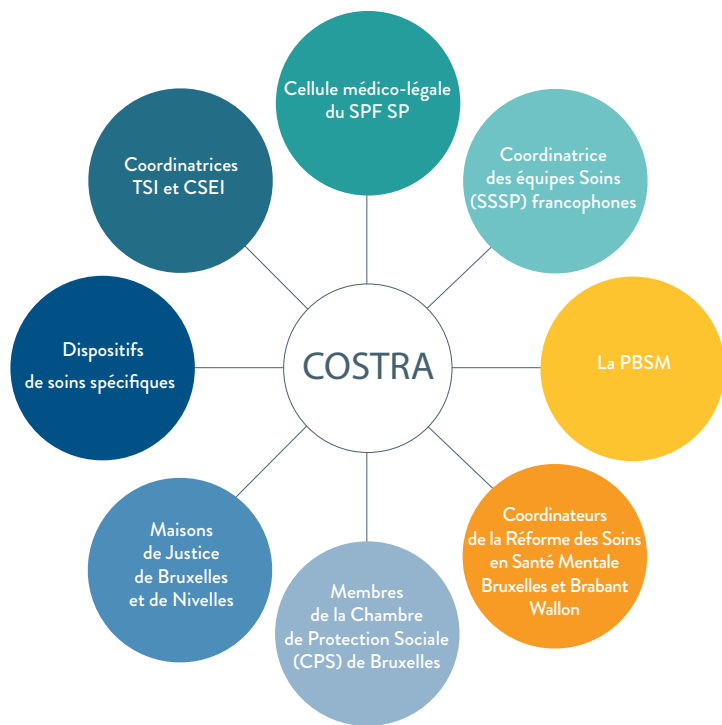 Cellule médico-légale
du SPF SP
Coordinatrice
des équipes Soins
(SSSP) francophones
La PBSM
Coordinateurs
de la Réforme des Soins
en Santé Mentale
Bruxelles et Brabant
Wallon
Membres
de la Chambre
de Protection Sociale
(CPS) de Bruxelles
Maisons
de Justice
de Bruxelles
et de Nivelles
Dispositifs
de soins spécifiques
Coordinatrices
TSI et CSEI
COSTRA